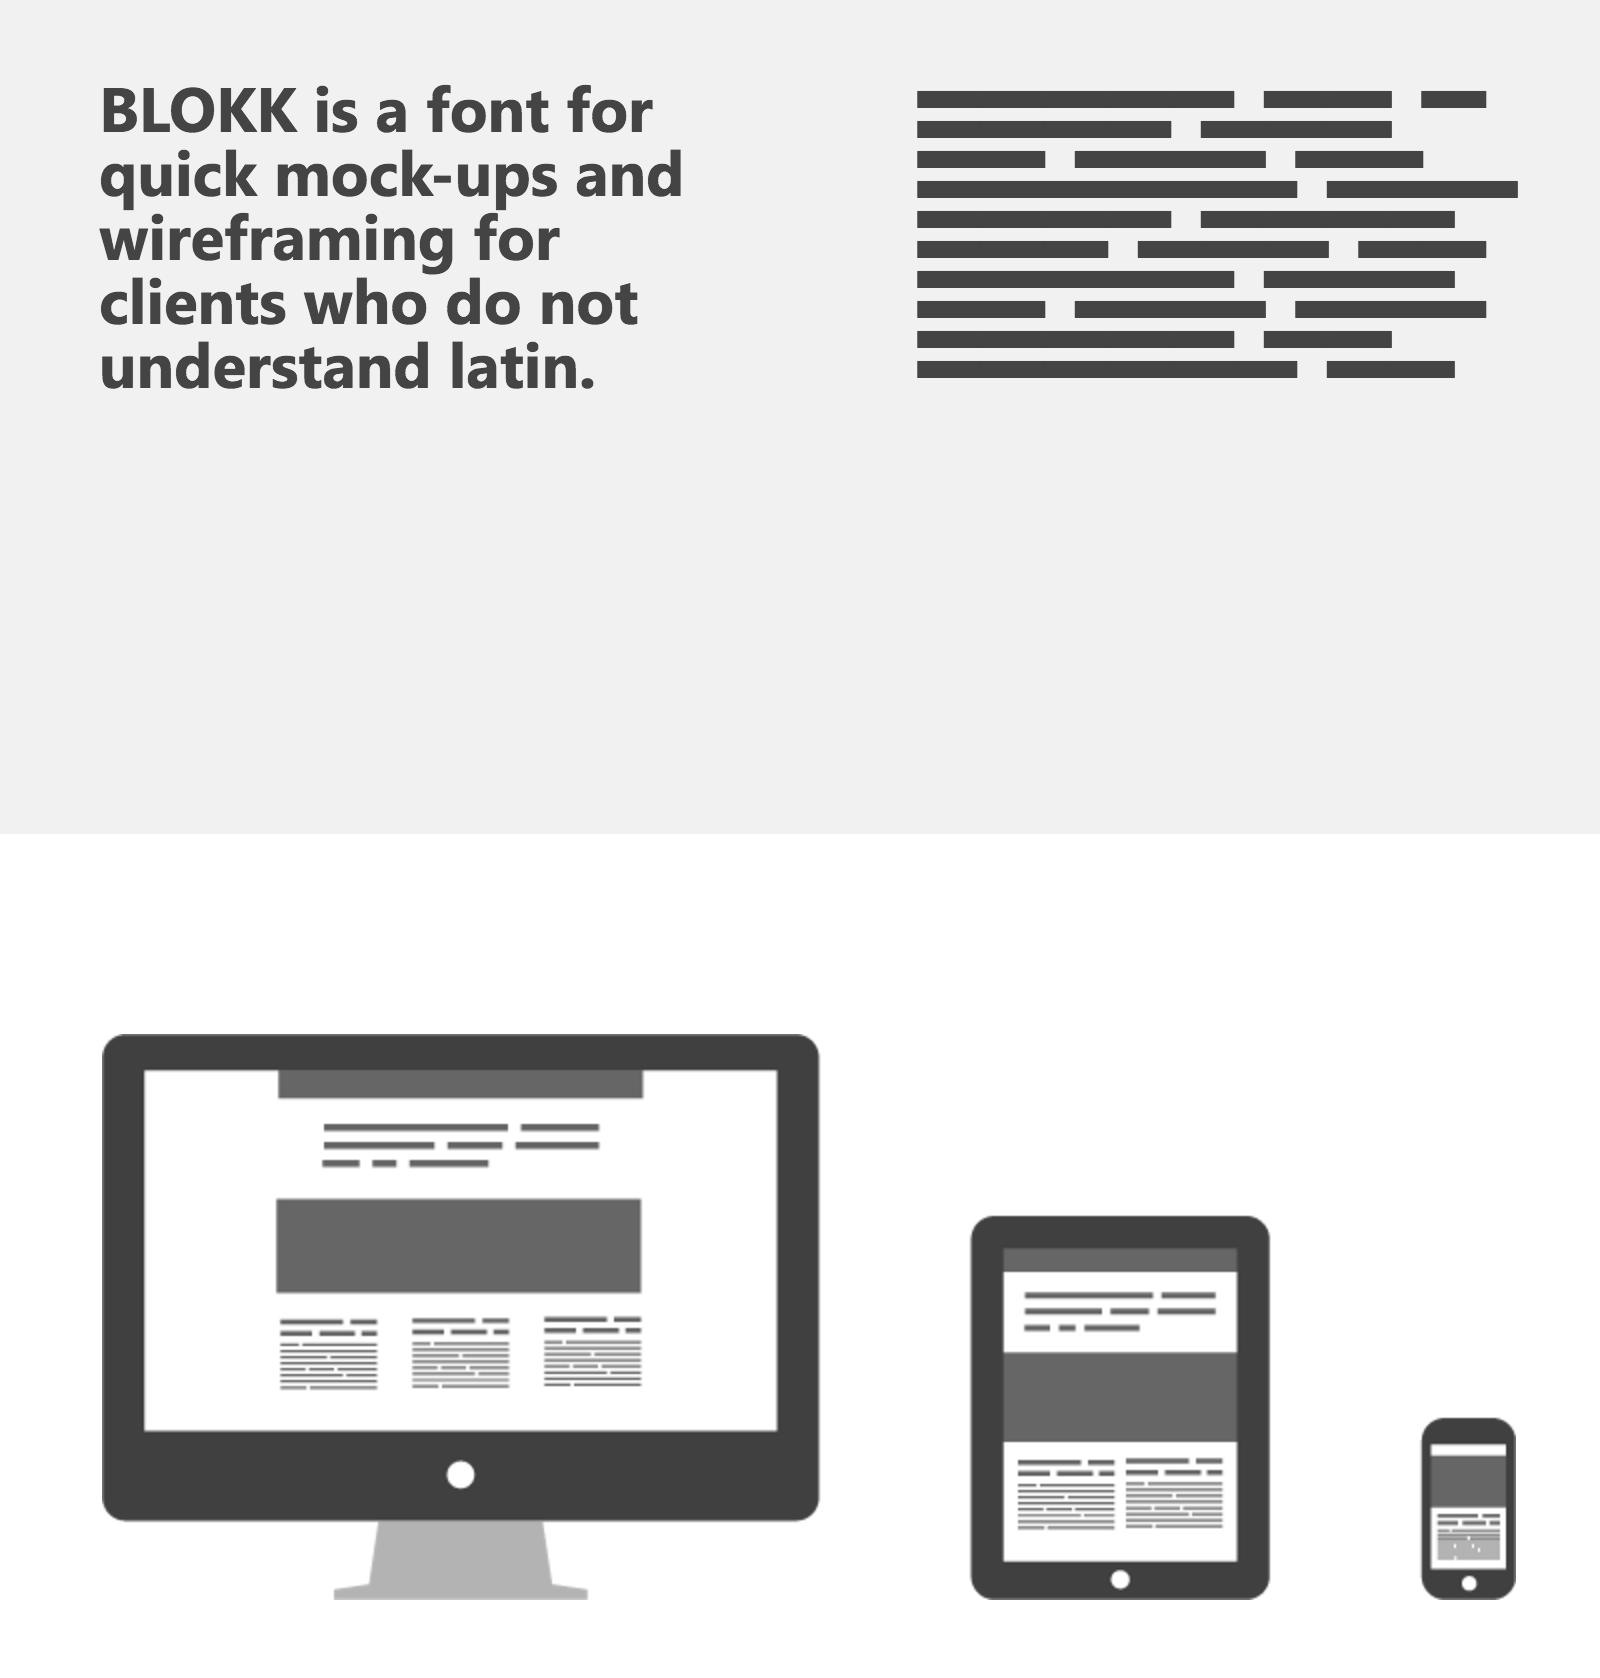 BLOKK is a font for
quick mock-ups and
wireframing for
clients who do not
understand latin.